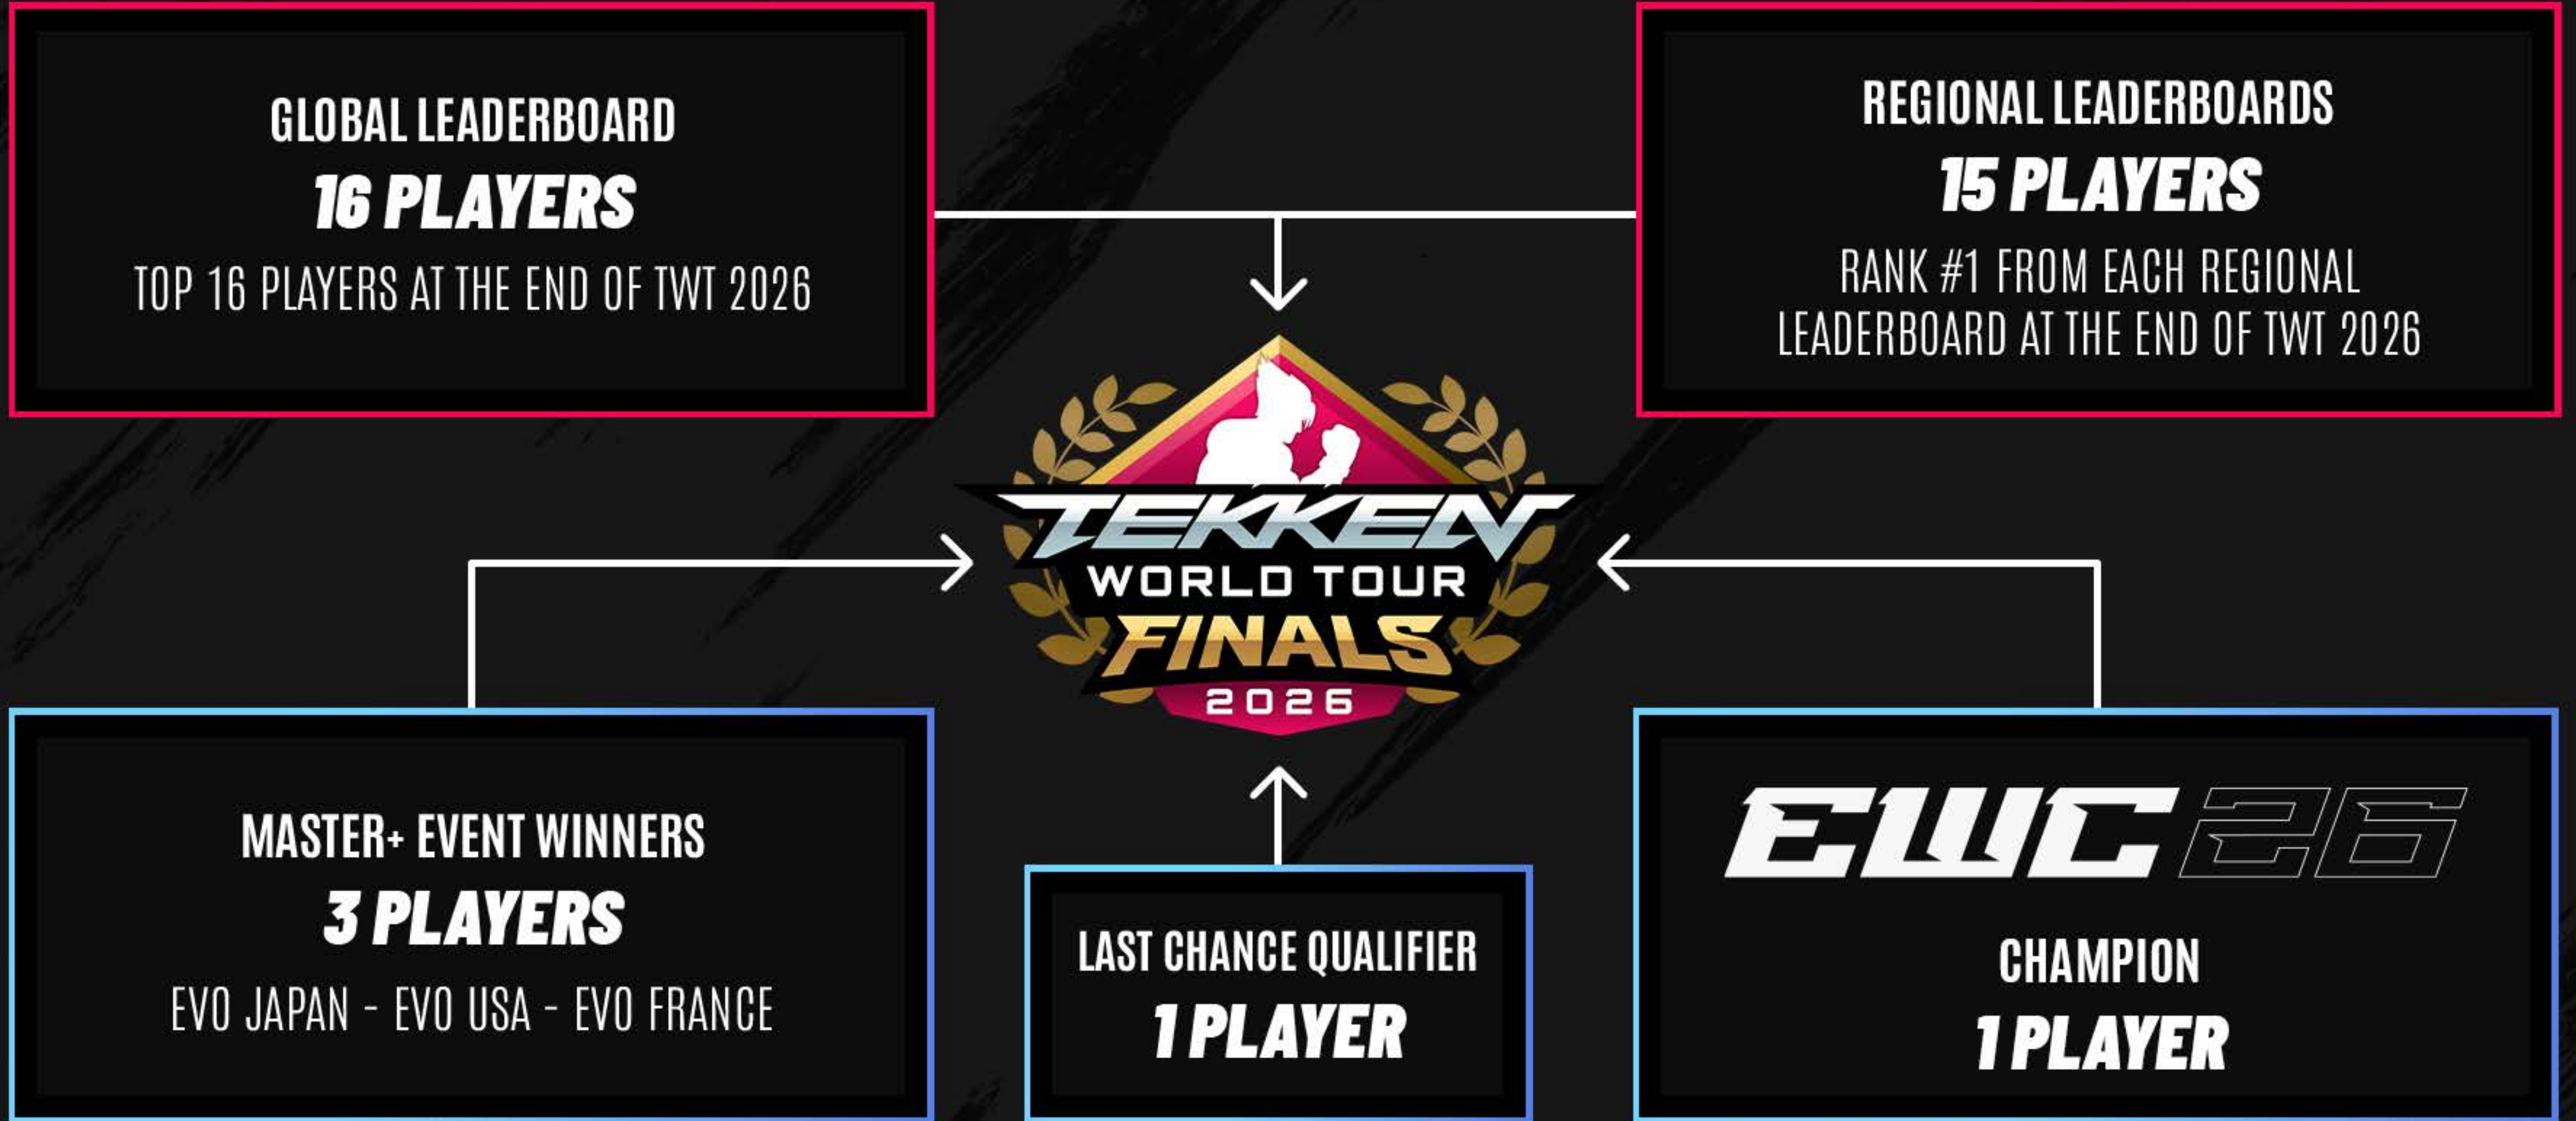 GLOBAL LEADERBOARD
16 PLAYERS
TOP 16 PLAYERS AT THE END OF TWT 2026
REGIONAL LEADERBOARDS
15 PLAYERS
RANK #1 FROM EACH REGIONAL
LEADERBOARD AT THE END OF TWT 2026
TEKKEN
WORLD TOUR
FINALS
2026
MASTER+ EVENT WINNERS
3 PLAYERS
EVO JAPAN - EVO USA - EVO FRANCE
LAST CHANCE QUALIFIER
1 PLAYER
EWC 26
CHAMPION
1 PLAYER